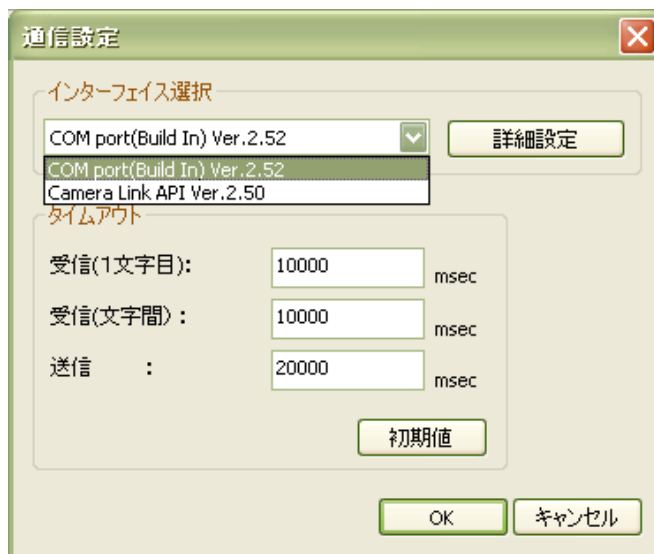 通信設定
インターフェイス選択
COM port(Build In) Ver.2.52
詳細設定
COM port(Build In) Ver.2.52
Camera Link API Ver.2.50
タイムアウト
受信(1文字目): 10000 msec
受信(文字間): 10000 msec
送信 : 20000 msec
初期値
OK キャンセル